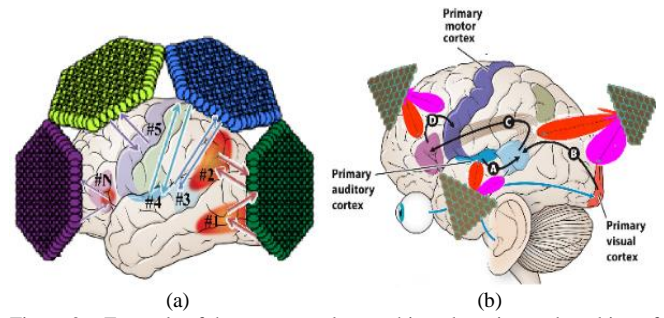 (a)
#5
#N
#4
#3
#2
#1
(b)
Primary
motor
cortex
D
C
A
B
Primary
auditory
cortex
Primary
visual
cortex